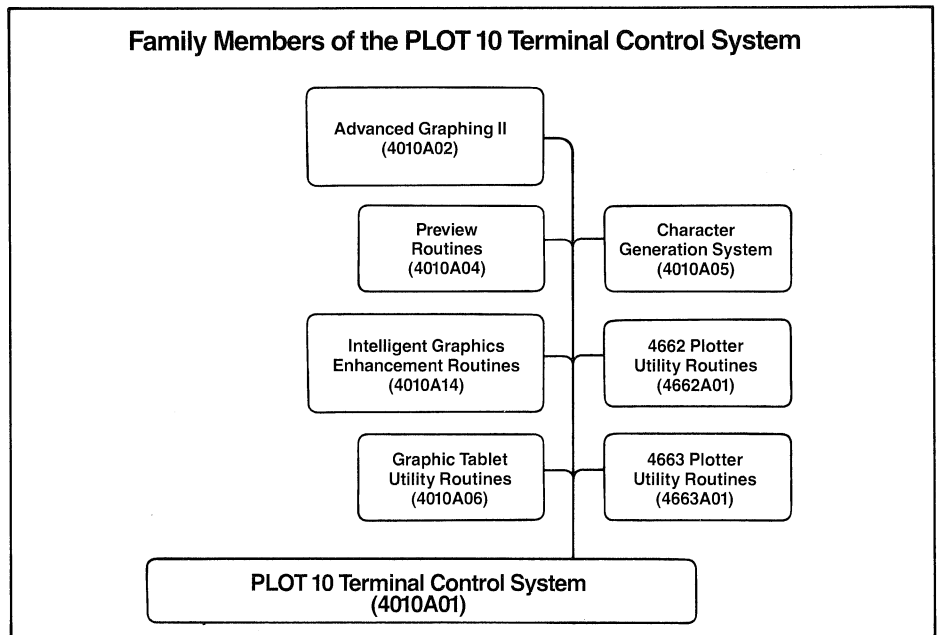 Family Members of the PLOT 10 Terminal Control System
Advanced Graphing II
(4010A02)
Preview
Routines
(4010A04)
Character
Generation System
(4010A05)
Intelligent Graphics
Enhancement Routines
(4010A14)
4662 Plotter
Utility Routines
(4662A01)
Graphic Tablet
Utility Routines
(4010A06)
4663 Plotter
Utility Routines
(4663A01)
PLOT 10 Terminal Control System
(4010A01)